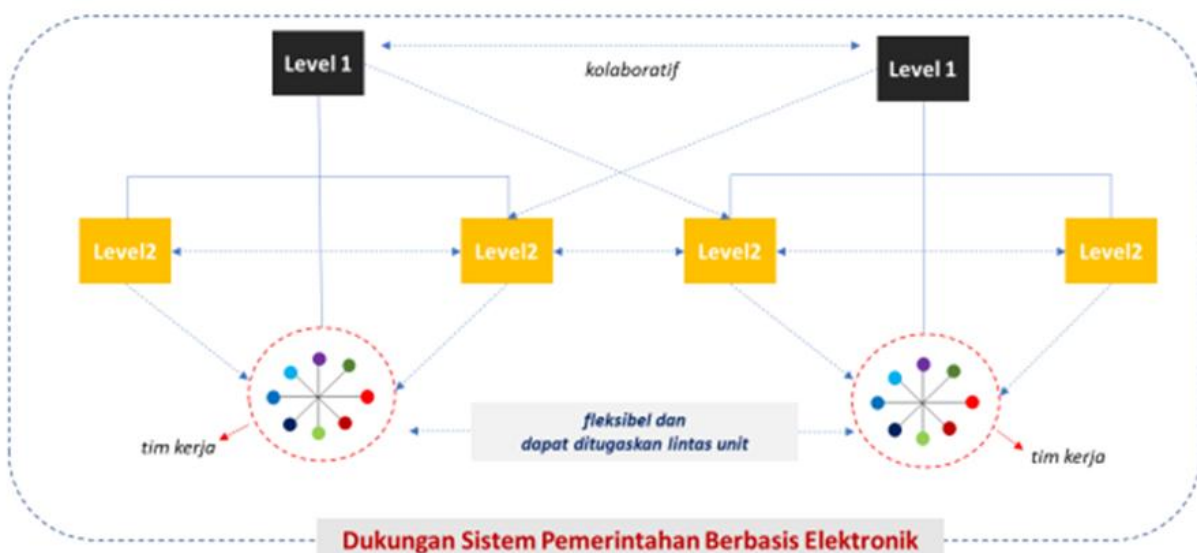 Level 1
Level 1
kolaboratif
Level2
Level2
Level2
Level2
fleksibel dan
dapat ditugaskan lintas unit
tim kerja
tim kerja
Dukungan Sistem Pemerintahan Berbasis Elektronik